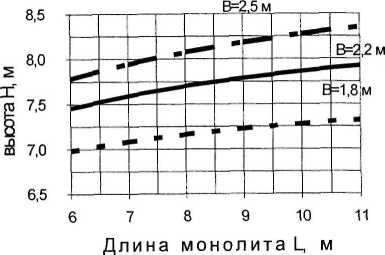 8,5
B=2,5 м
8,0
B=2,2 м
7,5
B=1,8 м
7,0
6,5
высота H, м
6 7 8 9 10 11
Длина монолита L, м